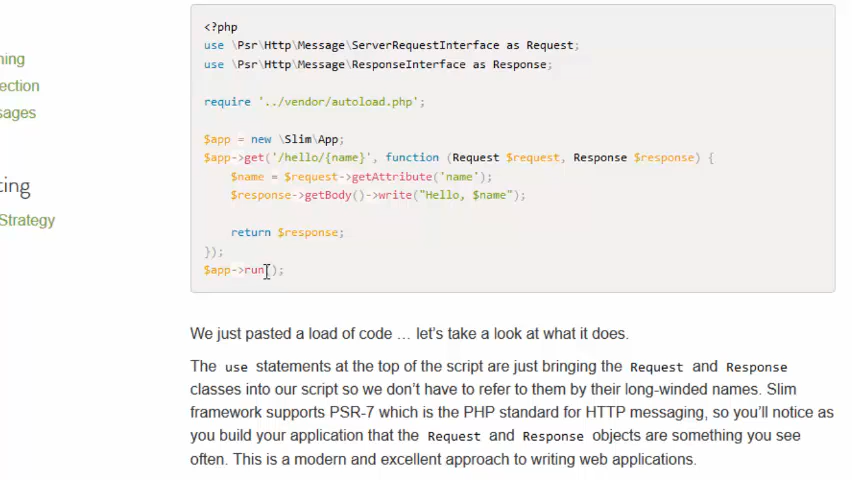 ning
ection
sages
ting
Strategy
<?php
use \Psr\Http\Message\ServerRequestInterface as Request;
use \Psr\Http\Message\ResponseInterface as Response;
require '../vendor/autoload.php';
$app = new \Slim\App;
$app->get('/hello/{name}', function (Request $request, Response $response) {
$name = $request->getAttribute('name');
$response->getBody()->write("Hello, $name");
return $response;
});
$app->run();
We just pasted a load of code … let’s take a look at what it does.
The use statements at the top of the script are just bringing the Request and Response
classes into our script so we don’t have to refer to them by their long-winded names. Slim
framework supports PSR-7 which is the PHP standard for HTTP messaging, so you’ll notice as
you build your application that the Request and Response objects are something you see
often. This is a modern and excellent approach to writing web applications.